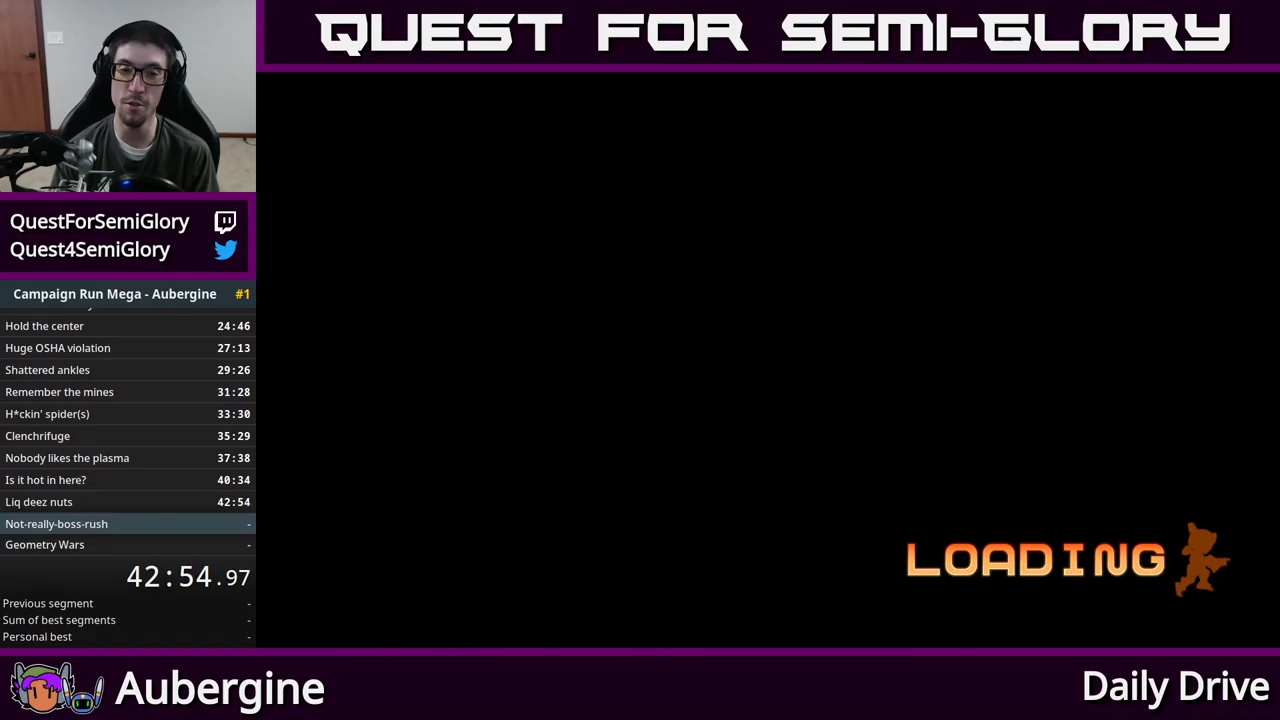 QUEST FOR SEMI-GLORY
QuestForSemiGlory
Quest4SemiGlory
Campaign Run Mega - Aubergine #1
Hold the center 24:46
Huge OSHA violation 27:13
Shattered ankles 29:26
Remember the mines 31:28
H*ckin' spider(s) 33:30
Clenchrifuge 35:29
Nobody likes the plasma 37:38
Is it hot in here? 40:34
Liq deez nuts 42:54
Not-really-boss-rush -
Geometry Wars -
42:54.97
Previous segment -
Sum of best segments -
Personal best -
LOADING
Aubergine
Daily Drive